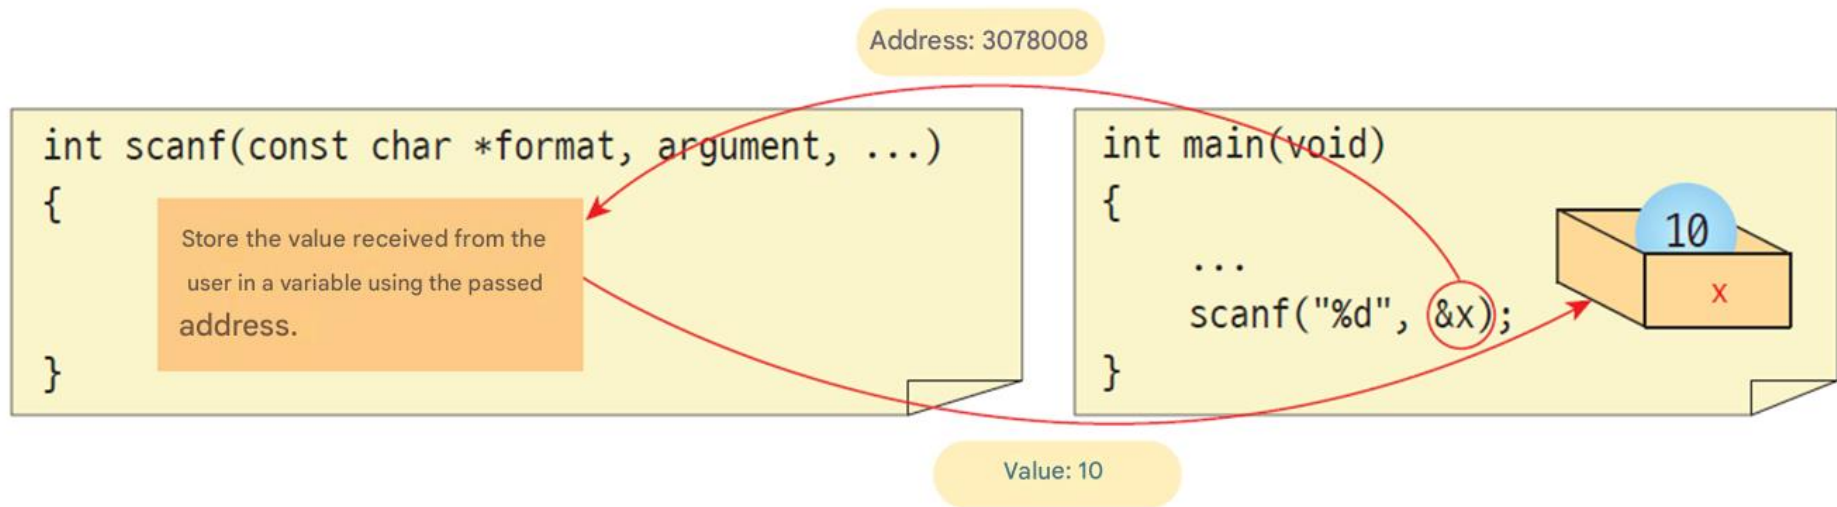 Address: 3078008
int scanf(const char *format, argument, ...)
{
Store the value received from the
user in a variable using the passed
address.
}
int main(void)
{
...
scanf("%d", &x);
}
10
x
Value: 10